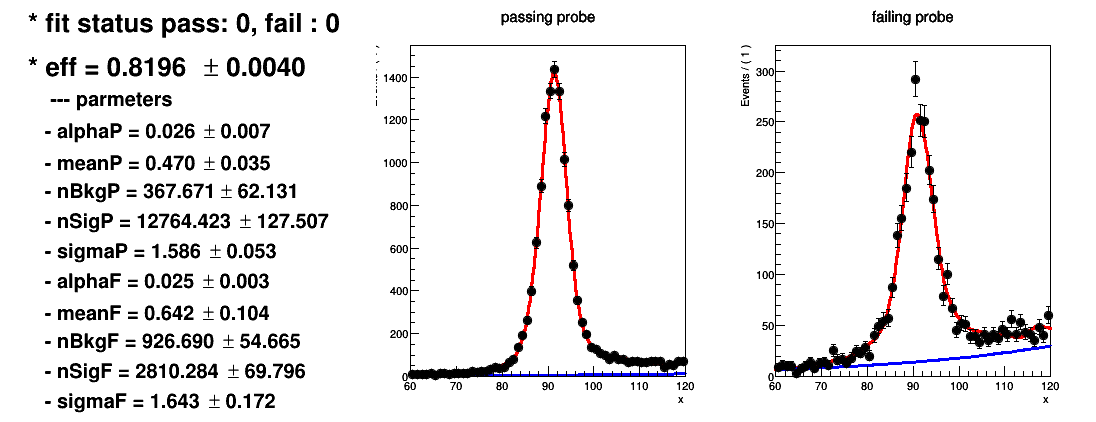 * fit status pass: 0, fail : 0
* eff = 0.8196 ± 0.0040
--- parmeters
- alphaP = 0.026 ± 0.007
- meanP = 0.470 ± 0.035
- nBkgP = 367.671 ± 62.131
- nSigP = 12764.423 ± 127.507
- sigmaP = 1.586 ± 0.053
- alphaF = 0.025 ± 0.003
- meanF = 0.642 ± 0.104
- nBkgF = 926.690 ± 54.665
- nSigF = 2810.284 ± 69.796
- sigmaF = 1.643 ± 0.172
passing probe
1400
1200
1000
800
600
400
200
0
60 70 80 90 100 110 120
x
failing probe
Events / ( 1 )
300
250
200
150
100
50
0
60 70 80 90 100 110 120
x